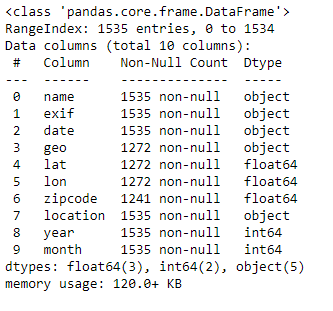 <class 'pandas.core.frame.DataFrame'>
RangeIndex: 1535 entries, 0 to 1534
Data columns (total 10 columns):
 #   Column    Non-Null Count  Dtype
---  ------    --------------  -----
 0   name      1535 non-null   object
 1   exif      1535 non-null   object
 2   date      1535 non-null   object
 3   geo       1272 non-null   object
 4   lat       1272 non-null   float64
 5   lon       1272 non-null   float64
 6   zipcode   1241 non-null   float64
 7   location  1535 non-null   object
 8   year      1535 non-null   int64
 9   month     1535 non-null   int64
dtypes: float64(3), int64(2), object(5)
memory usage: 120.0+ KB